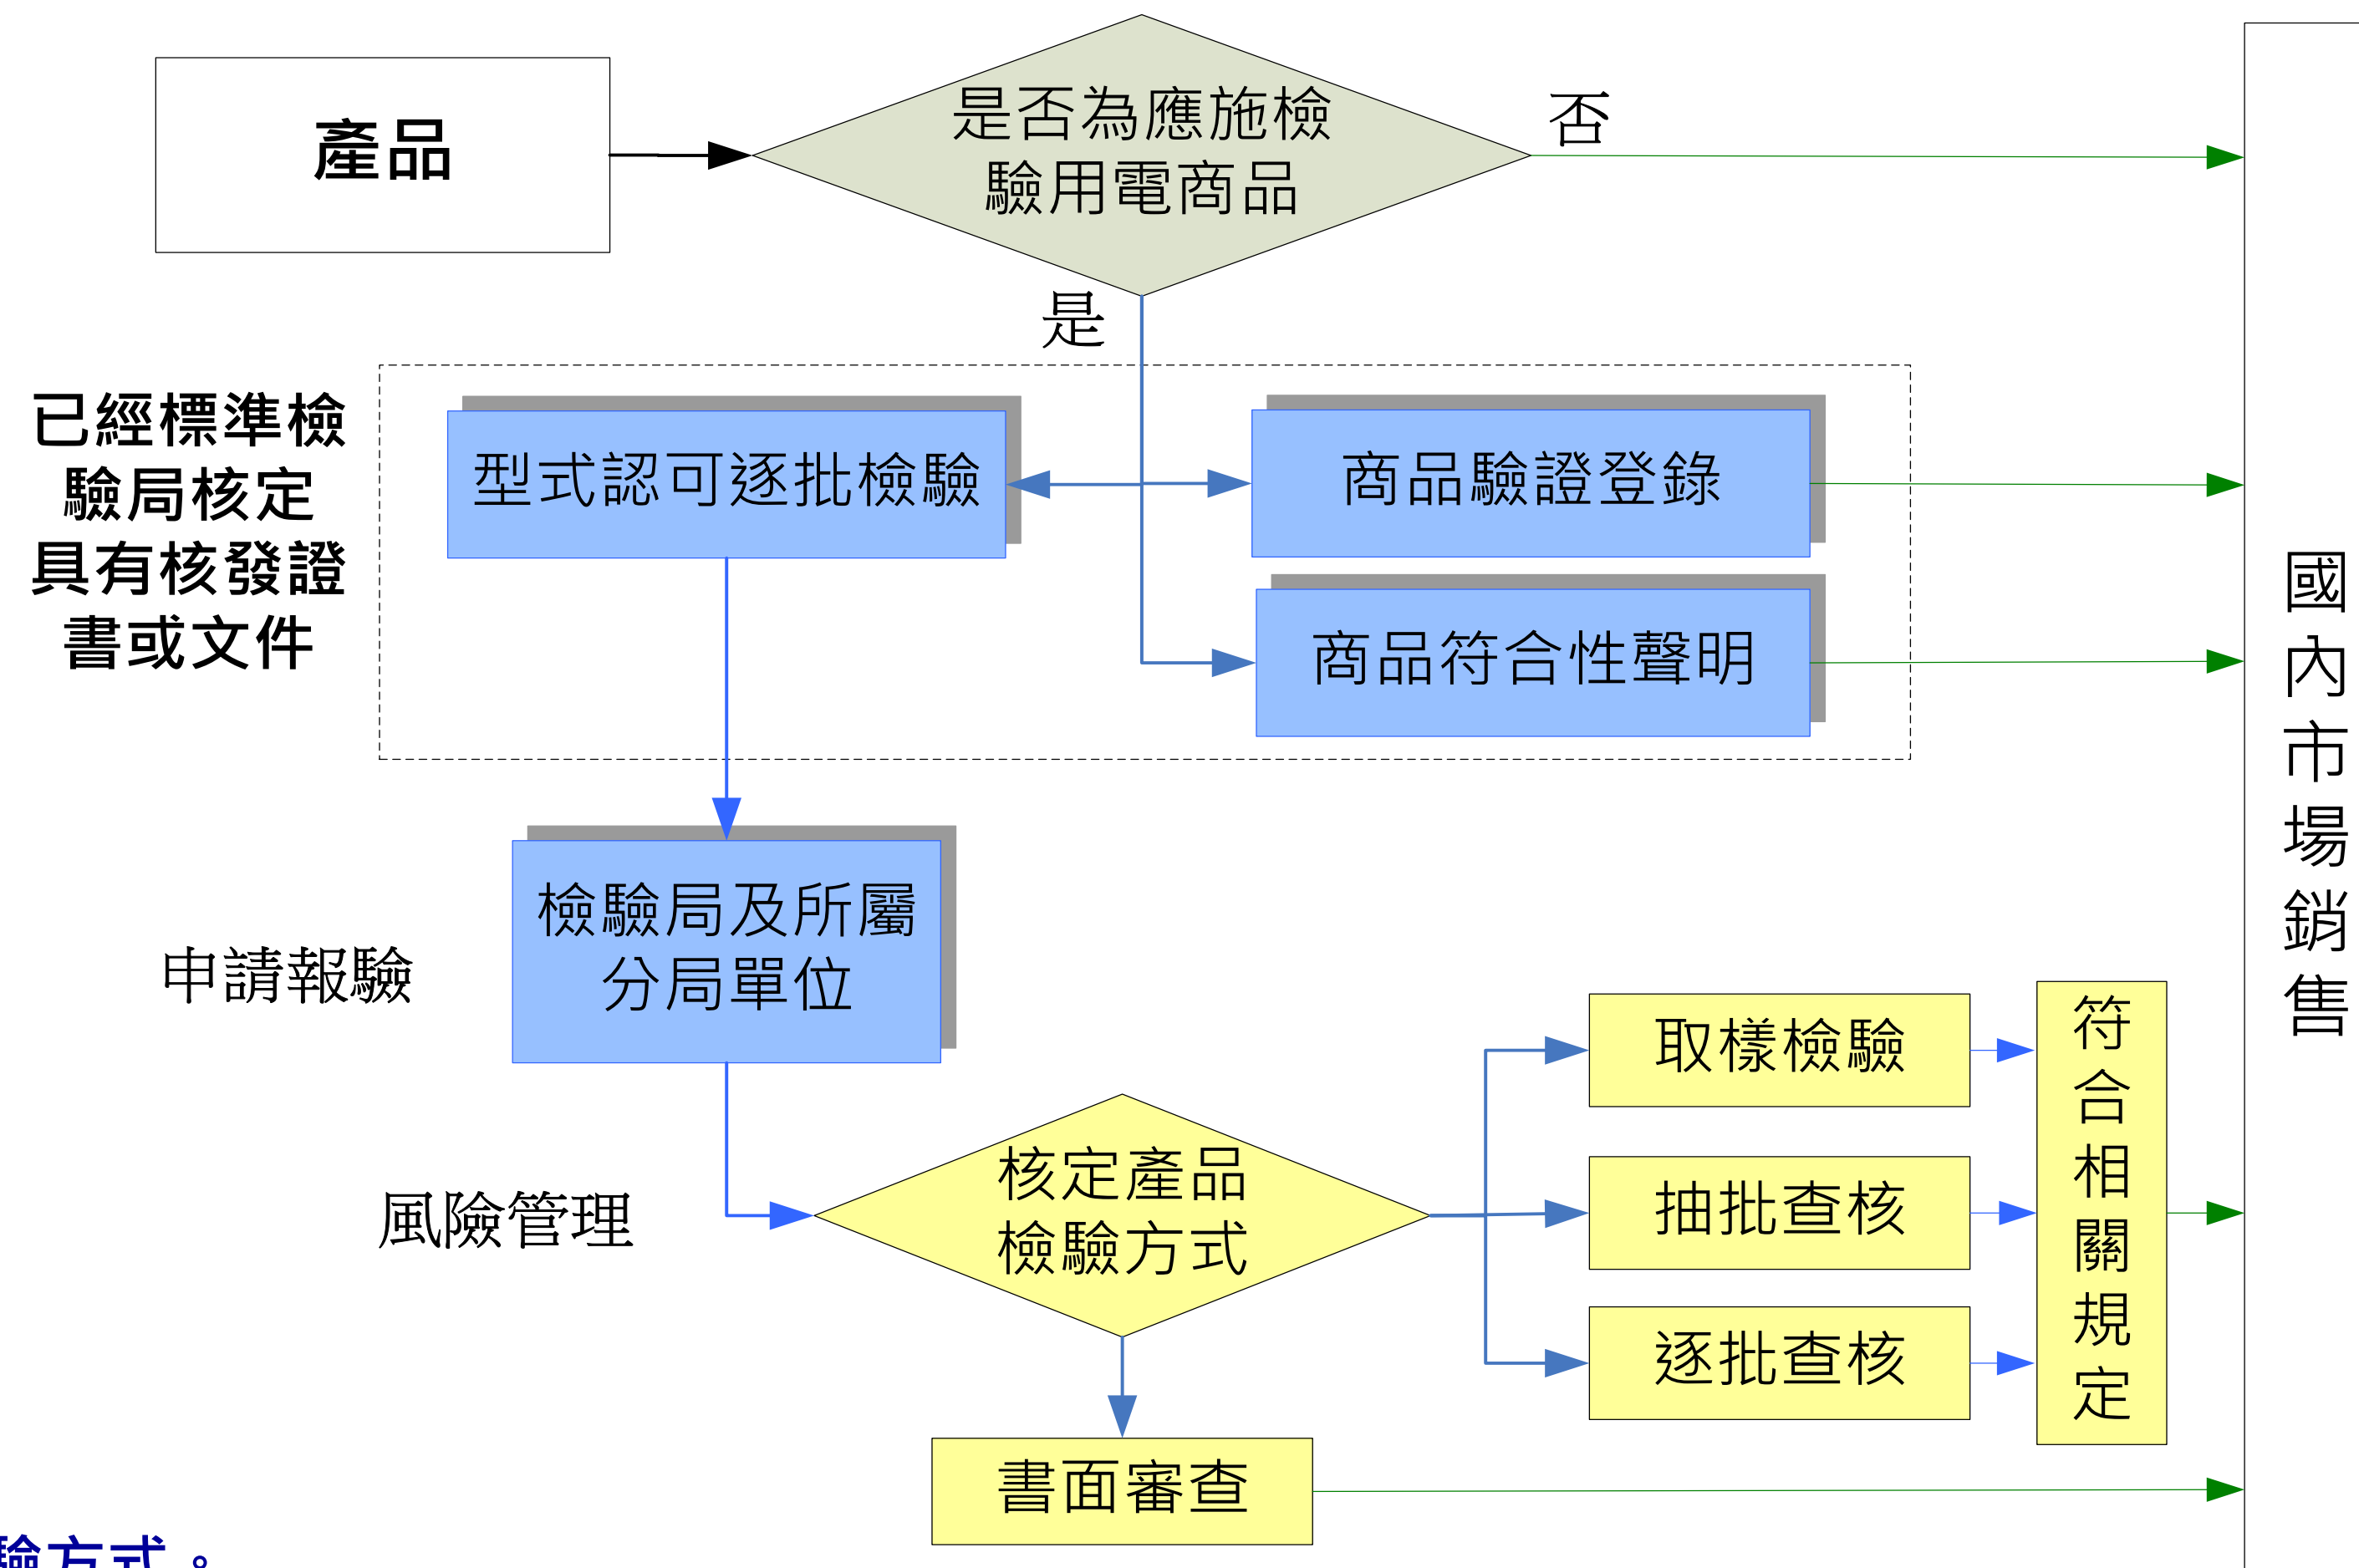 產品
是否為應施檢
驗用電商品
否
是
已經標準檢
驗局核定
具有核發證
書或文件
型式認可逐批檢驗
商品驗證登錄
商品符合性聲明
國內市場銷售
檢驗局及所屬
分局單位
申請報驗
風險管理
核定產品
檢驗方式
取樣檢驗
抽批查核
逐批查核
符合相關規定
書面審查
驗方式。